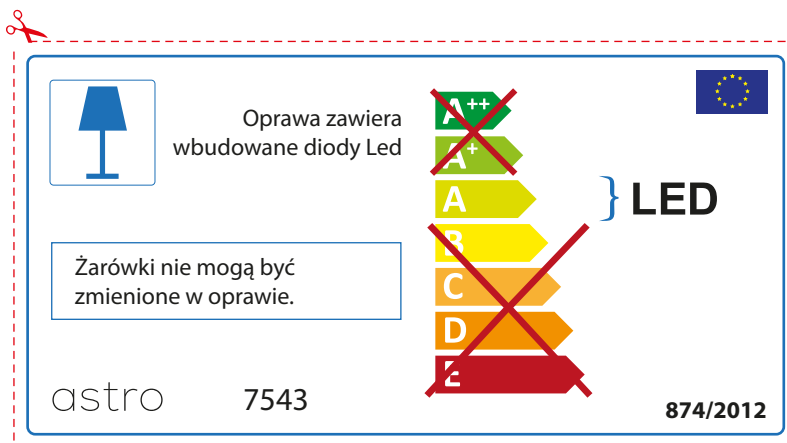 Oprawa zawiera
wbudowane diody Led
A++
A+
A
B
C
D
E
LED
Żarówki nie mogą być
zmienione w oprawie.
astro
7543
874/2012